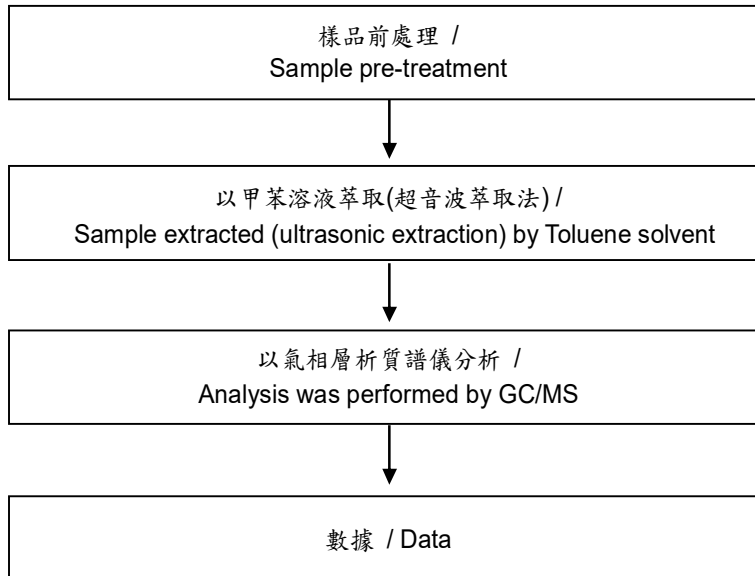 樣品前處理 /
Sample pre-treatment
以甲苯溶液萃取(超音波萃取法) /
Sample extracted (ultrasonic extraction) by Toluene solvent
以氣相層析質譜儀分析 /
Analysis was performed by GC/MS
數據 / Data